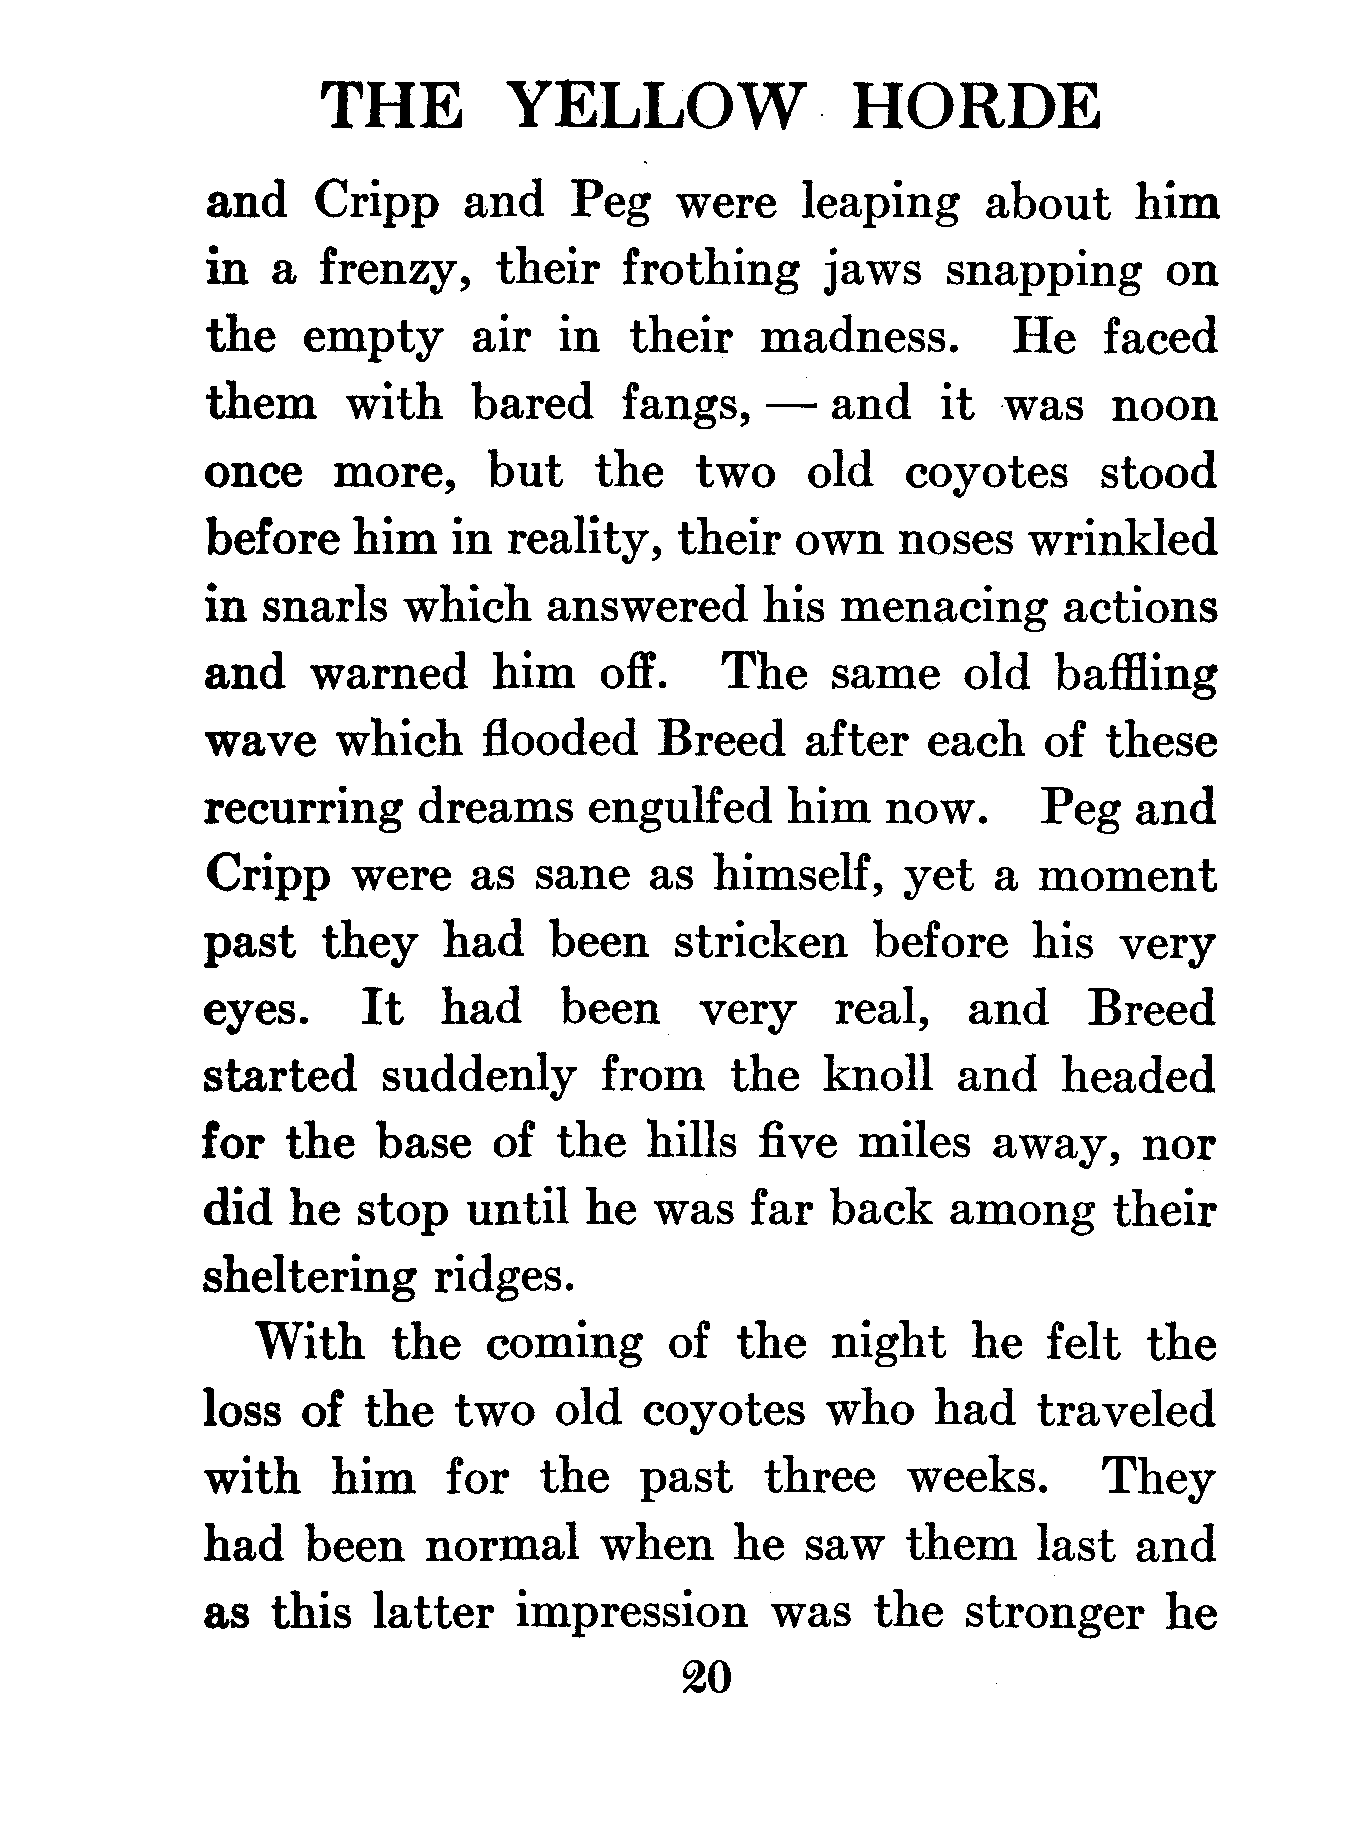 THE YELLOW HORDE
and Cripp and Peg were leaping about him
in a frenzy, their frothing jaws snapping on
the empty air in their madness. He faced
them with bared fangs, — and it was noon
once more, but the two old coyotes stood
before him in reality, their own noses wrinkled
in snarls which answered his menacing actions
and warned him off. The same old baffling
wave which flooded Breed after each of these
recurring dreams engulfed him now. Peg and
Cripp were as sane as himself, yet a moment
past they had been stricken before his very
eyes. It had been very real, and Breed
started suddenly from the knoll and headed
for the base of the hills five miles away, nor
did he stop until he was far back among their
sheltering ridges.
With the coming of the night he felt the
loss of the two old coyotes who had traveled
with him for the past three weeks. They
had been normal when he saw them last and
as this latter impression was the stronger he
20